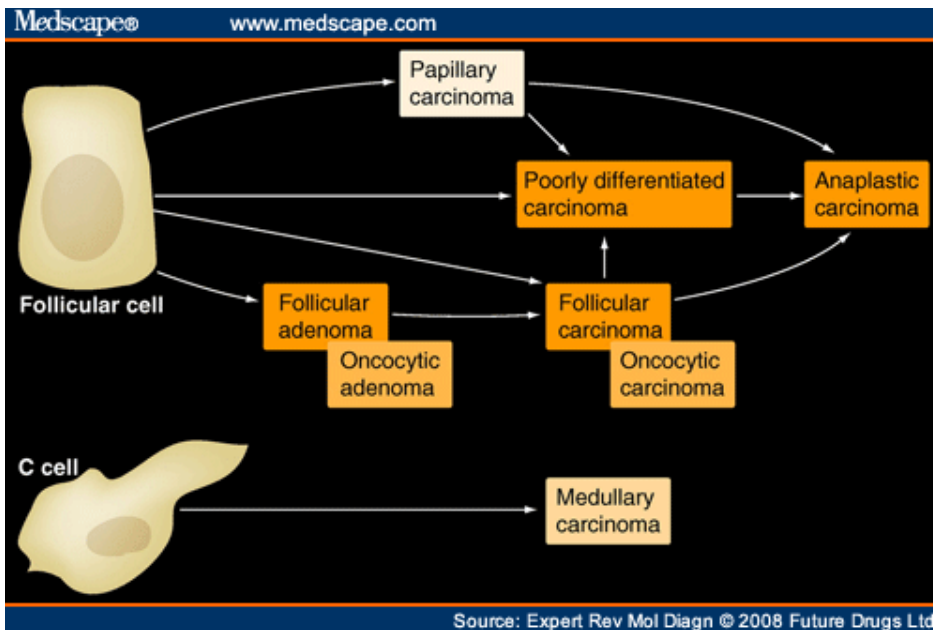 Medscape® www.medscape.com
Papillary
carcinoma
Poorly differentiated
carcinoma
Anaplastic
carcinoma
Follicular cell
Follicular
adenoma
Oncocytic
adenoma
Follicular
carcinoma
Oncocytic
carcinoma
C cell
Medullary
carcinoma
Source: Expert Rev Mol Diagn © 2008 Future Drugs Ltd